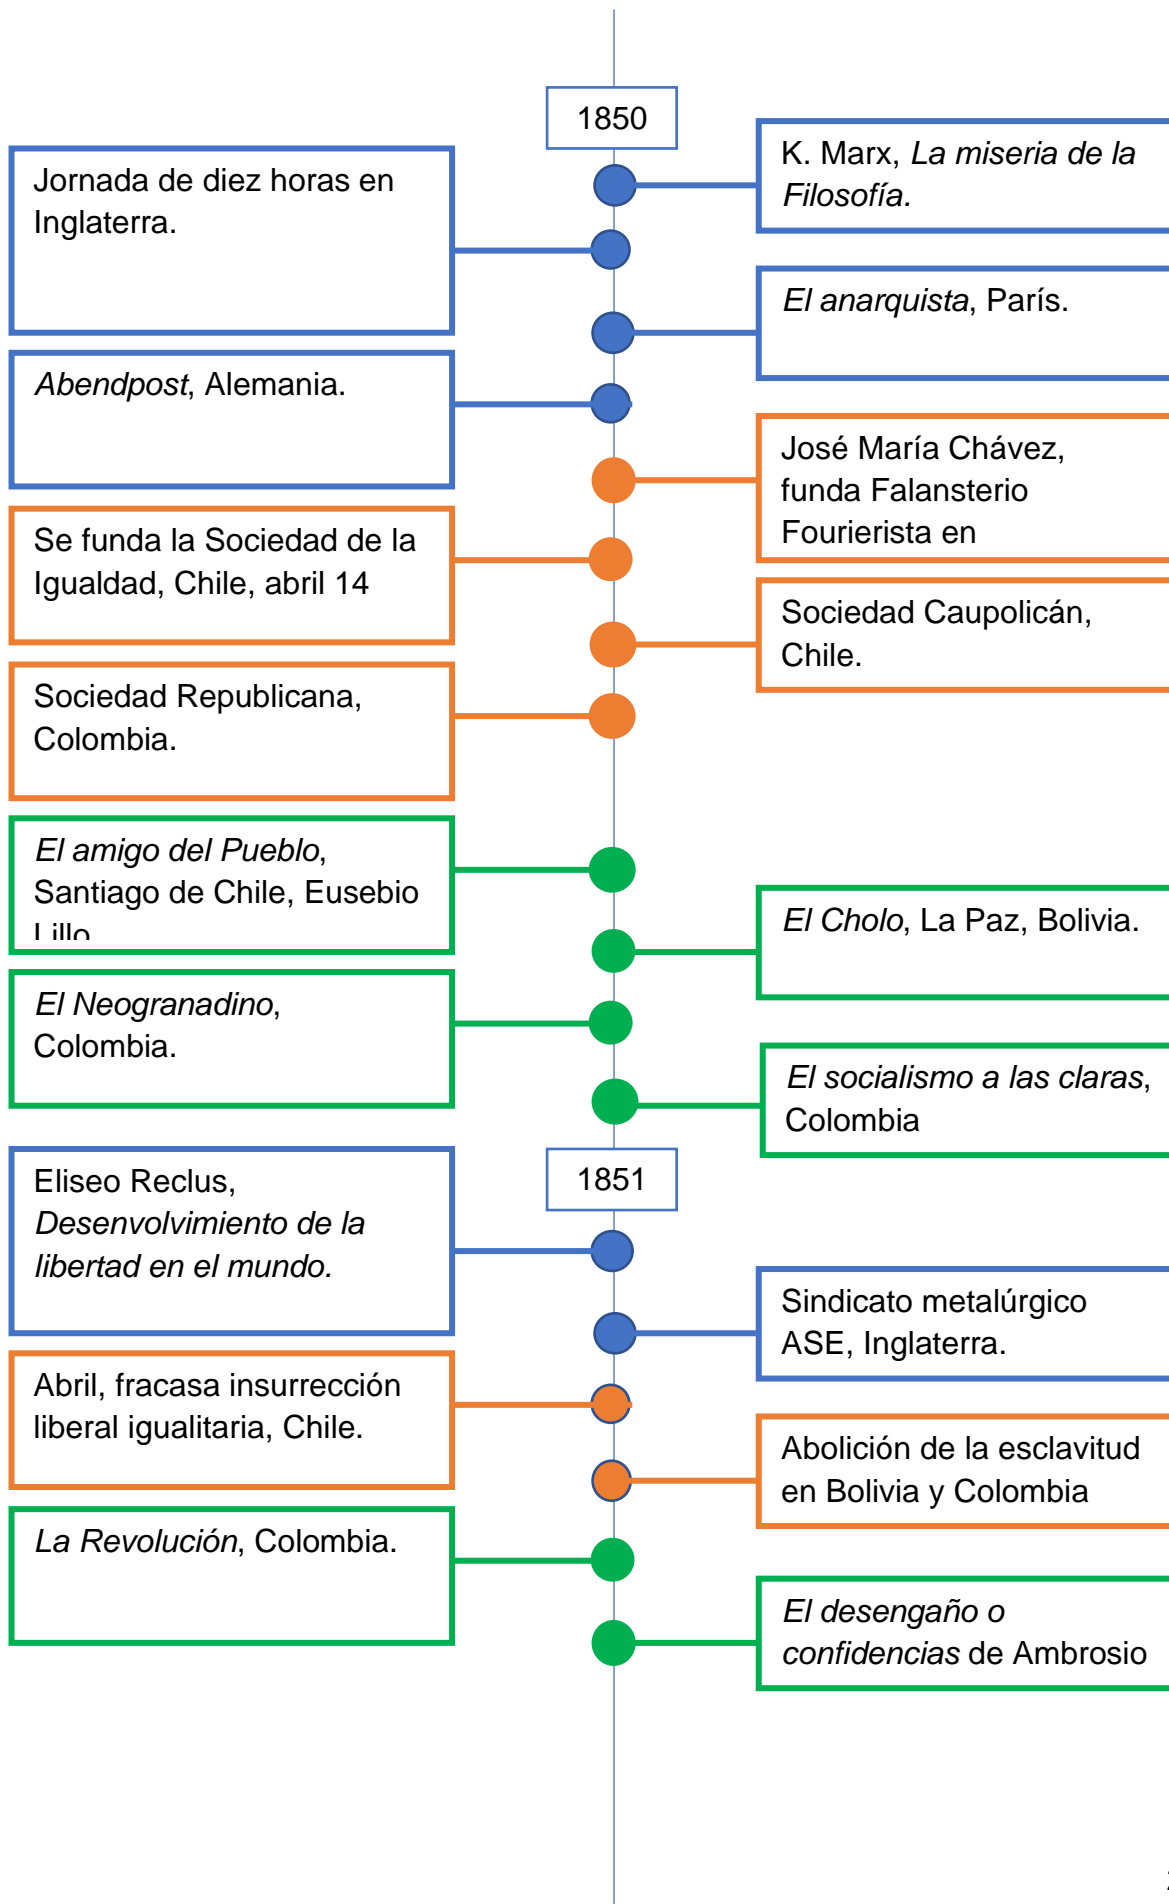 1850
K. Marx, La miseria de la
Filosofía.
Jornada de diez horas en
Inglaterra.
El anarquista, París.
Abendpost, Alemania.
José María Chávez,
funda Falansterio
Fourierista en
Se funda la Sociedad de la
Igualdad, Chile, abril 14
Sociedad Caupolicán,
Chile.
Sociedad Republicana,
Colombia.
El amigo del Pueblo,
Santiago de Chile, Eusebio
Lillo
El Cholo, La Paz, Bolivia.
El Neogranadino,
Colombia.
El socialismo a las claras,
Colombia
1851
Eliseo Reclus,
Desenvolvimiento de la
libertad en el mundo.
Sindicato metalúrgico
ASE, Inglaterra.
Abril, fracasa insurrección
liberal igualitaria, Chile.
Abolición de la esclavitud
en Bolivia y Colombia
La Revolución, Colombia.
El desengaño o
confidencias de Ambrosio